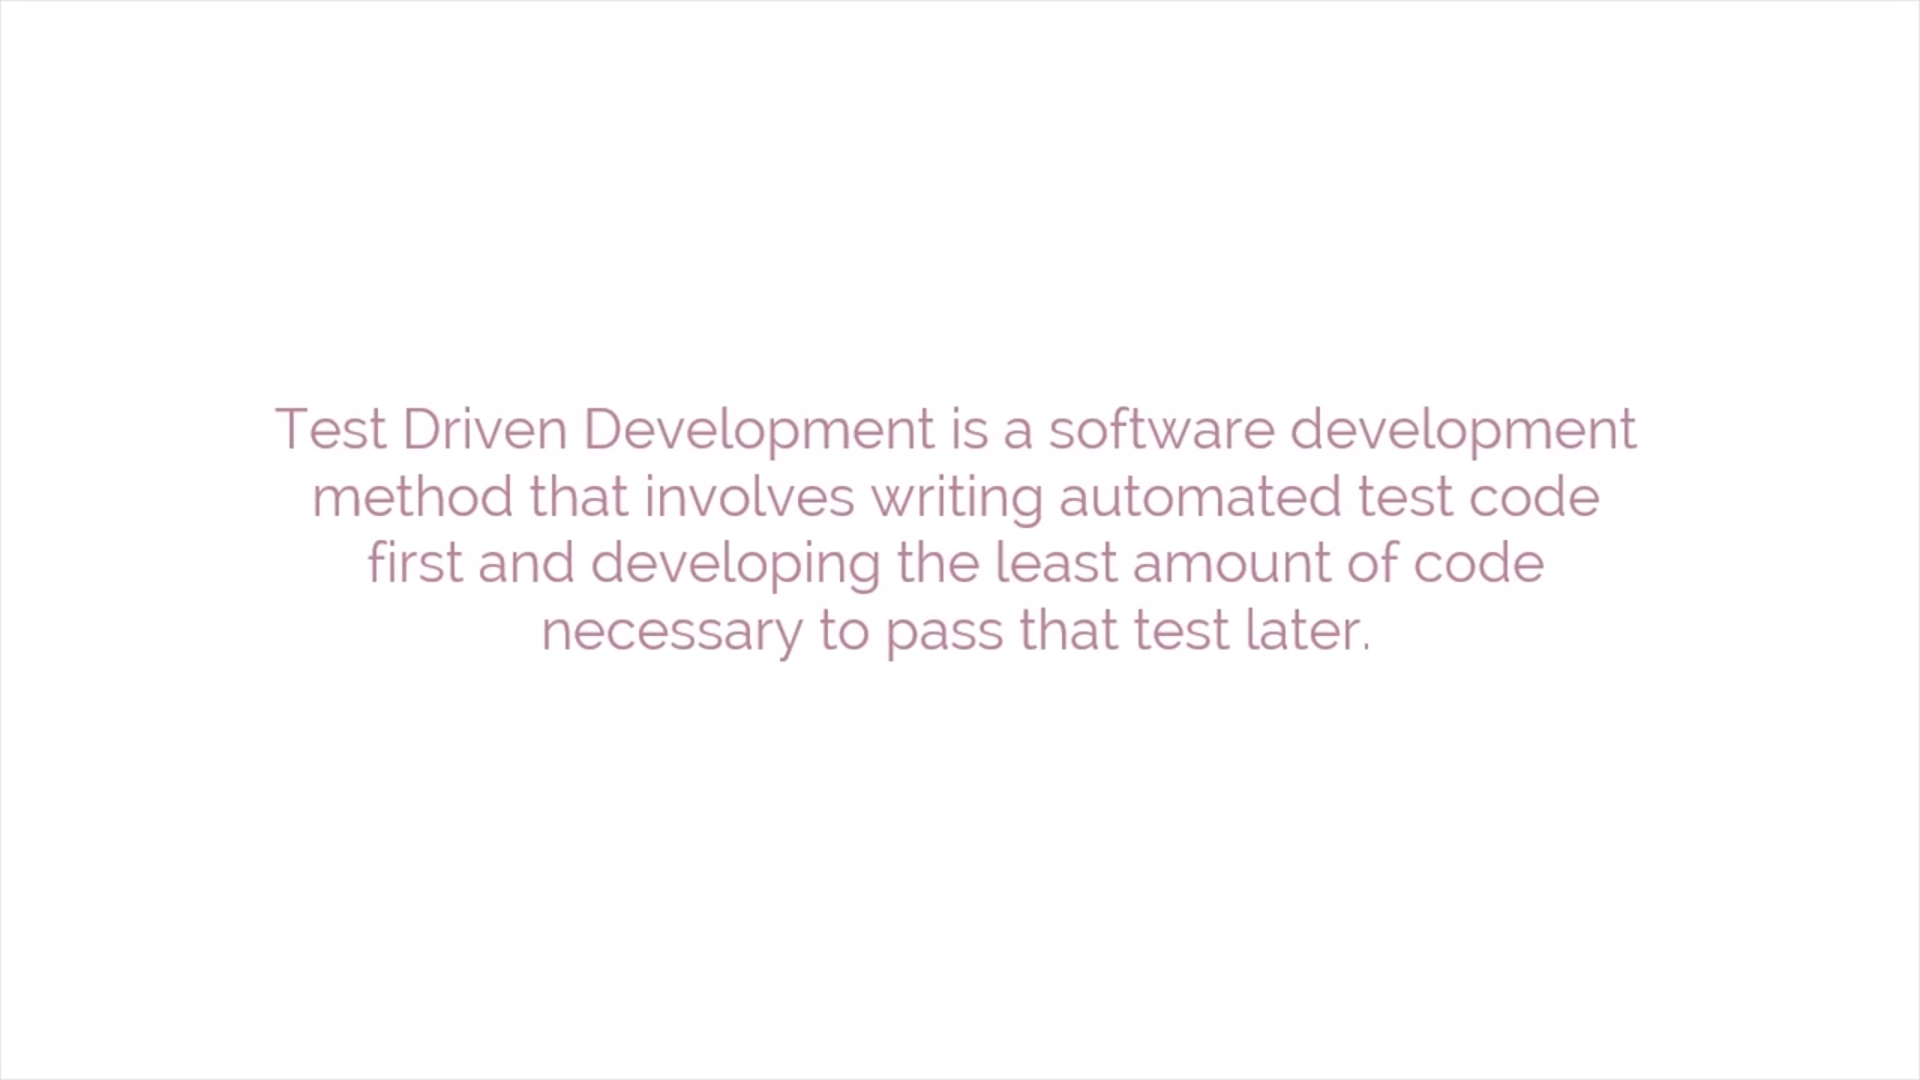 Test Driven Development is a software development
method that involves writing automated test code
first and developing the least amount of code
necessary to pass that test later.